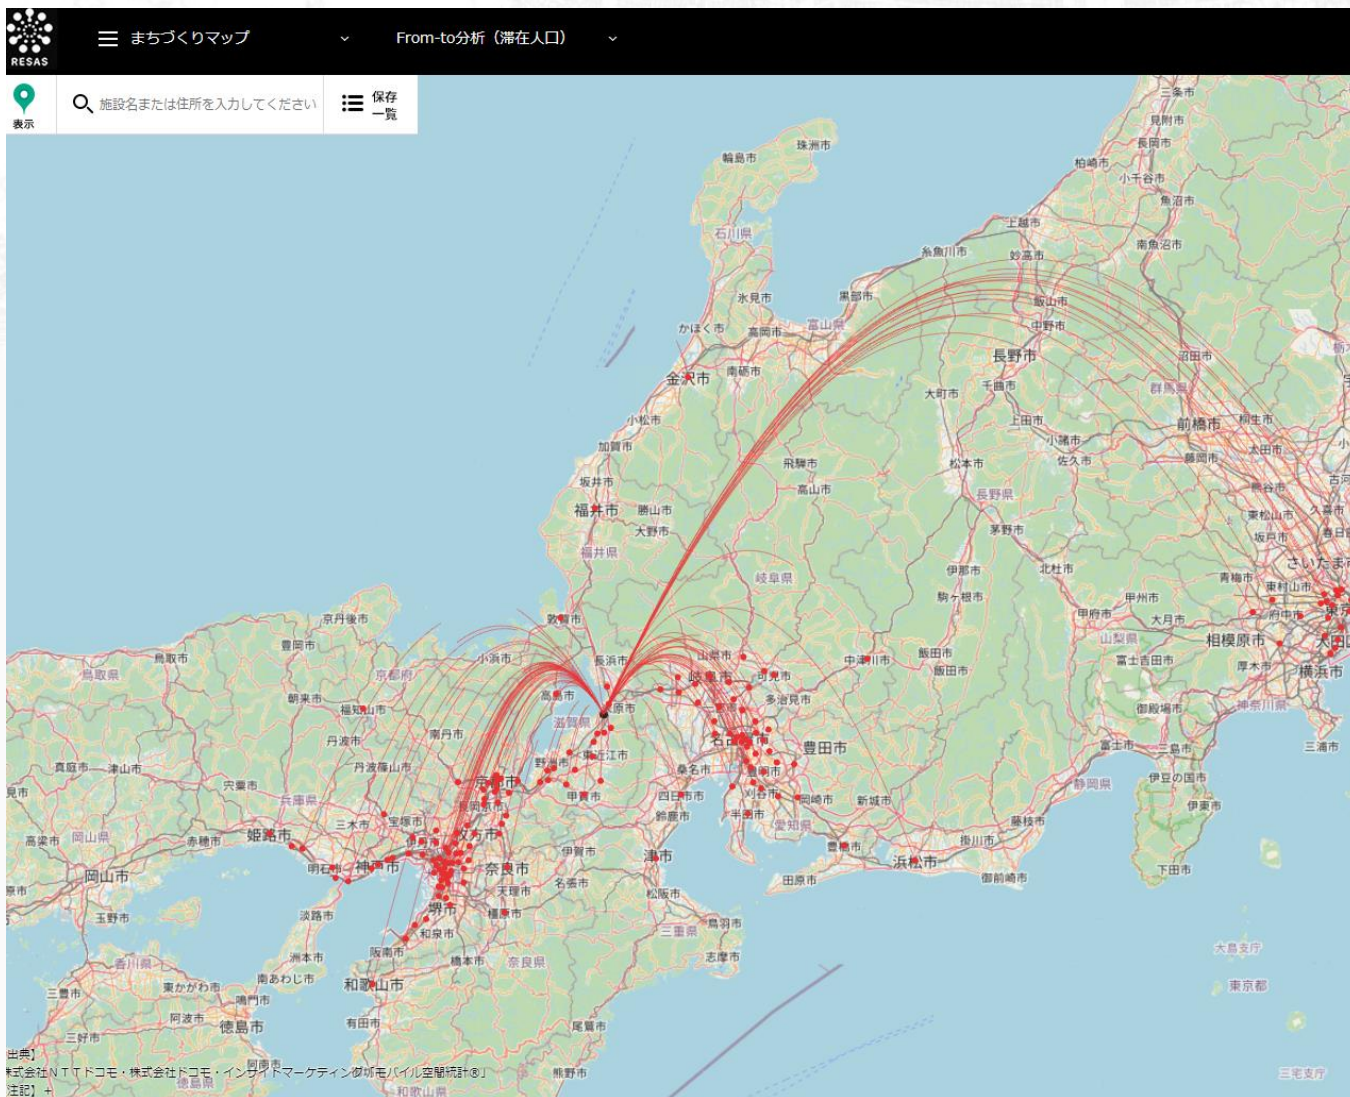 RESAS
まちづくりマップ
From-to分析（滞在人口）
表示
施設名または住所を入力してください
保存
一覧
三条市
見附市
長岡市
珠洲市
輪島市
柏崎市
小千谷市
魚沼市
石川県
上越市
糸魚川市
妙高市
南魚沼市
氷見市
黒部市
飯山市
かほく市
高岡市
富山県
中野市
長野市
沼田市
金沢市
南砺市
大町市
千曲市
群馬県
小松市
上田市
前橋市
桐生市
加賀市
小諸市
太田市
飛騨市
松本市
佐久市
藤岡市
坂井市
高山市
長野県
熊谷市
福井市
勝山市
東松山市
久喜市
大野市
茅野市
坂戸市
福井県
岐阜県
伊那市
北杜市
青梅市
東村山市
駒ヶ根市
甲州市
京丹後市
敦賀市
甲府市
大月市
府中市
山梨県
相模原市
大田区
豊岡市
鳥取市
小浜市
長浜市
山県市
中津川市
飯田市
飯田市
富士吉田市
厚木市
横浜市
鳥取県
京都府
岐阜市
可児市
朝来市
福知山市
高島市
多治見市
御殿場市
神奈川県
滋賀県
丹波市
南丹市
名古屋市
豊田市
富士市
三島市
三浦市
真庭市
津山市
宍粟市
丹波篠山市
京都市
野洲市
東近江市
桑名市
静岡県
伊豆の国市
兵庫県
甲賀市
四日市市
刈谷市
岡崎市
新城市
伊東市
三木市
宝塚市
枚方市
鈴鹿市
半田市
愛知県
藤枝市
高梁市
岡山県
赤穂市
姫路市
伊賀市
豊橋市
掛川市
明石市
神戸市
奈良市
津市
浜松市
下田市
岡山市
天理市
名張市
田原市
御前崎市
玉野市
淡路市
堺市
橿原市
松阪市
和泉市
三重県
鳥羽市
香川県
洲本市
阪南市
橋本市
奈良県
志摩市
大島支庁
三豊市
東かがわ市
南あわじ市
和歌山市
東京都
鳴門市
阿波市
徳島市
有田市
尾鷲市
三好市
阿南市
徳島県
和歌山県
熊野市
三宅支庁
出典】
株式会社NTTドコモ・株式会社ドコモ・インサイトマーケティング「モバイル空間統計®」
注記】 +